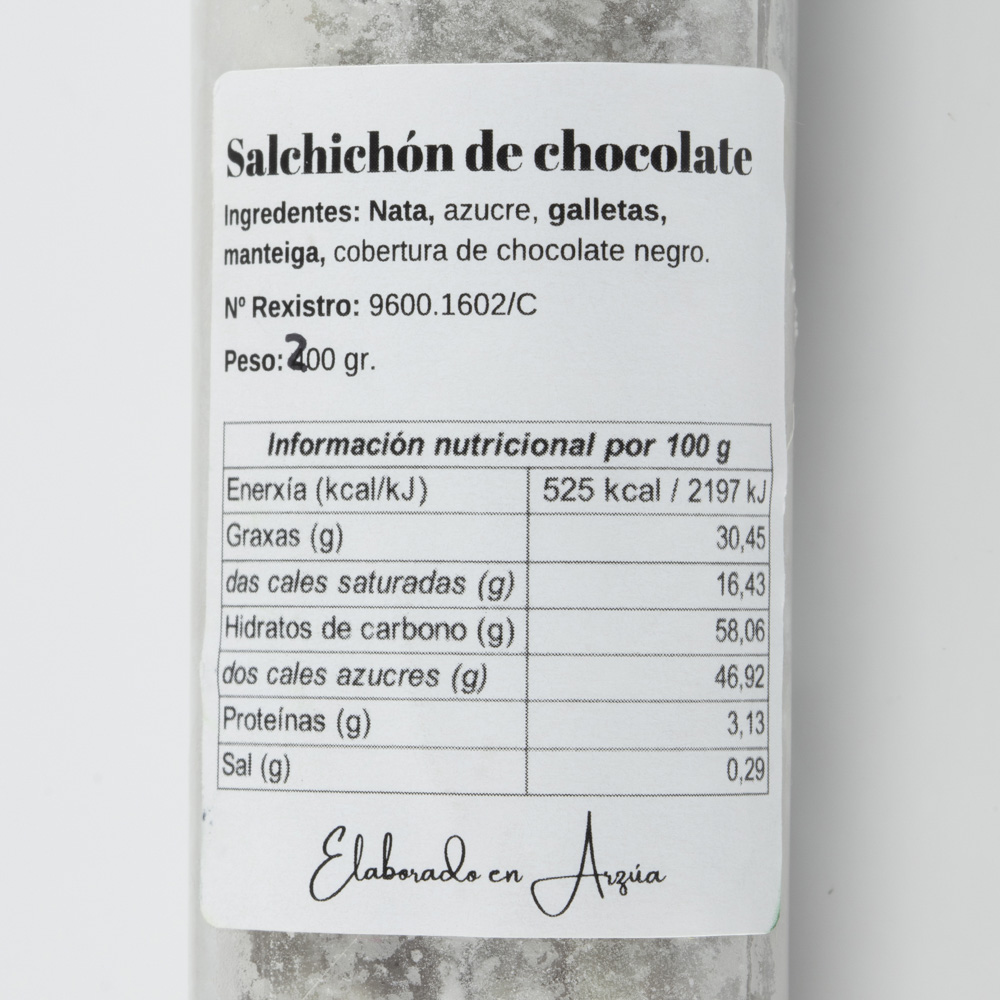 Salchichón de chocolate
Ingredentes: Nata, azucre, galletas,
manteiga, cobertura de chocolate negro.
Nº Rexistro: 9600.1602/C
Peso: 200 gr.
Información nutricional por 100 g
Enerxía (kcal/kJ) 525 kcal / 2197 kJ
Graxas (g) 30,45
das cales saturadas (g) 16,43
Hidratos de carbono (g) 58,06
dos cales azucres (g) 46,92
Proteínas (g) 3,13
Sal (g) 0,29
Elaborado en Arzúa